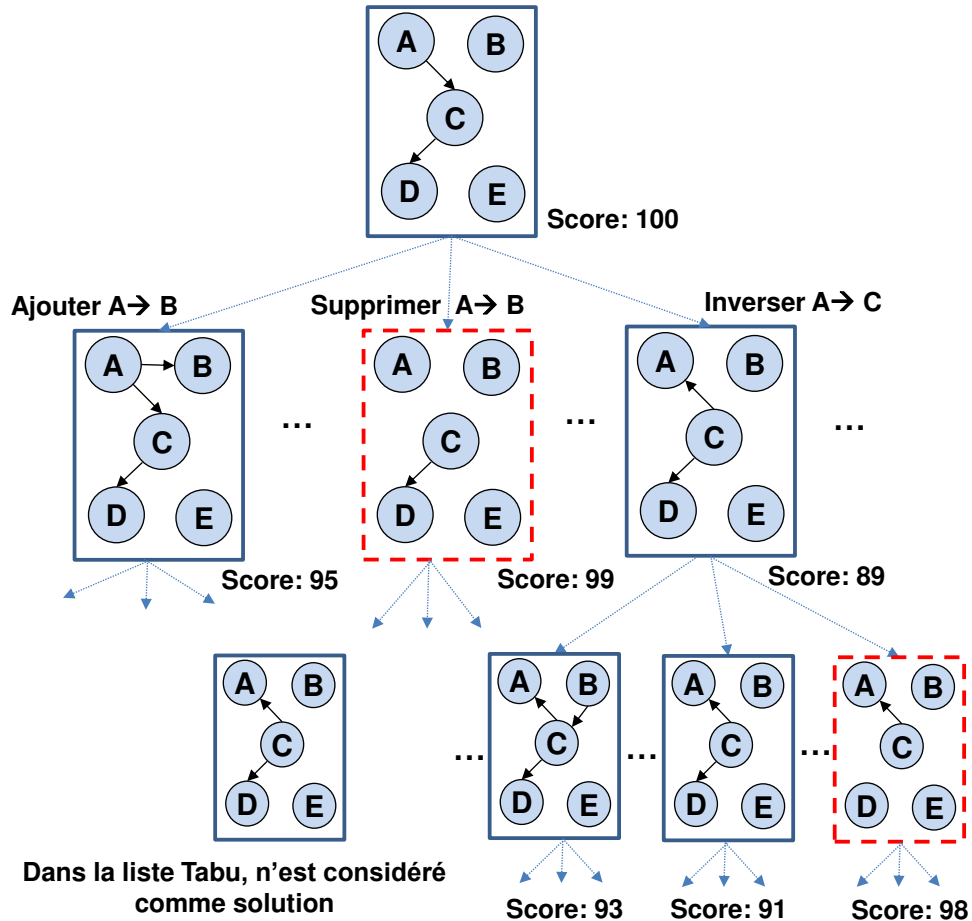 A B
C
D E
Score: 100
Ajouter A→ B
Supprimer A→ B
Inverser A→ C
A B
C
D E
Score: 95
...
A B
C
D E
Score: 99
...
A B
C
D E
Score: 89
...
A B
C
D E
Dans la liste Tabu, n’est considéré
comme solution
...
A B
C
D E
Score: 93
...
A B
C
D E
Score: 91
...
A B
C
D E
Score: 98